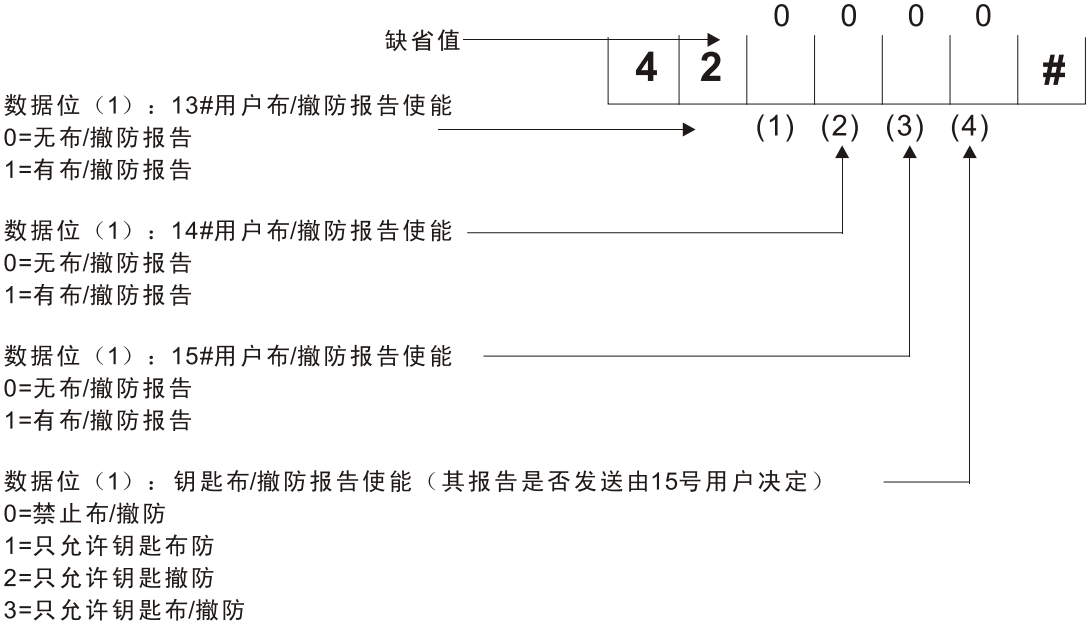 0 0 0 0
缺省值
4 2 #
数据位（1）：13#用户布/撤防报告使能
(1) (2) (3) (4)
0=无布/撤防报告
1=有布/撤防报告
数据位（1）：14#用户布/撤防报告使能
0=无布/撤防报告
1=有布/撤防报告
数据位（1）：15#用户布/撤防报告使能
0=无布/撤防报告
1=有布/撤防报告
数据位（1）：钥匙布/撤防报告使能（其报告是否发送由15号用户决定）
0=禁止布/撤防
1=只允许钥匙布防
2=只允许钥匙撤防
3=只允许钥匙布/撤防